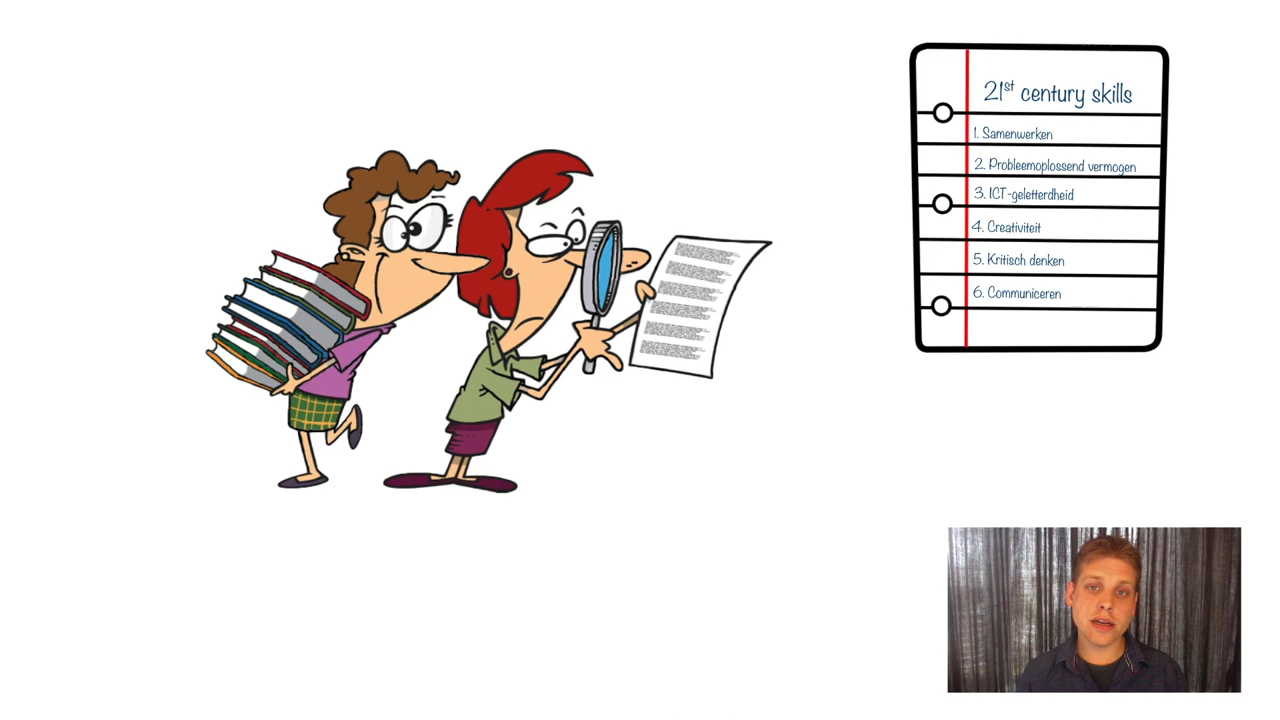 21st century skills
1. Samenwerken
2. Probleemoplossend vermogen
3. ICT-geletterdheid
4. Creativiteit
5. Kritisch denken
6. Communiceren